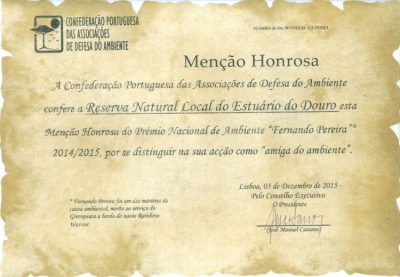 CONFEDERAÇÃO PORTUGUESA
DAS ASSOCIAÇÕES
DE DEFESA DO AMBIENTE
Menção Honrosa
A Confederação Portuguesa das Associações de Defesa do Ambiente
confere a Reserva Natural Local do Estuário do Douro esta
Menção Honrosa do Prémio Nacional de Ambiente "Fernando Pereira"*
2014/2015, por se distinguir na sua acção como "amiga do ambiente".
Lisboa, 03 de Dezembro de 2015
Pelo Conselho Executivo
O Presidente
(José Manuel Caetano)
* Fernando Pereira foi um dos mártires da
causa ambiental, morto ao serviço do
Greenpeace a bordo do navio Rainbow
Warrior.